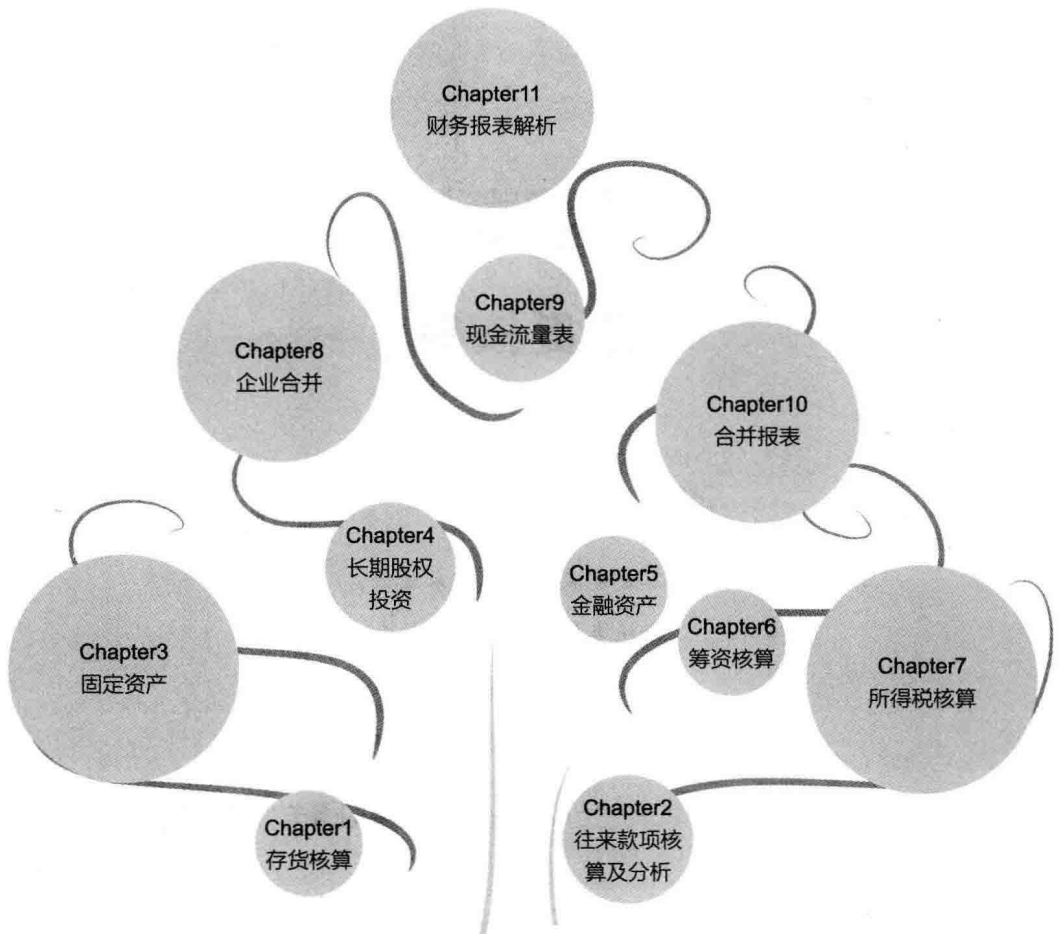 Chapter11
财务报表解析
Chapter9
现金流量表
Chapter8
企业合并
Chapter10
合并报表
Chapter4
长期股权
投资
Chapter5
金融资产
Chapter6
筹资核算
Chapter3
固定资产
Chapter7
所得税核算
Chapter1
存货核算
Chapter2
往来款项核
算及分析